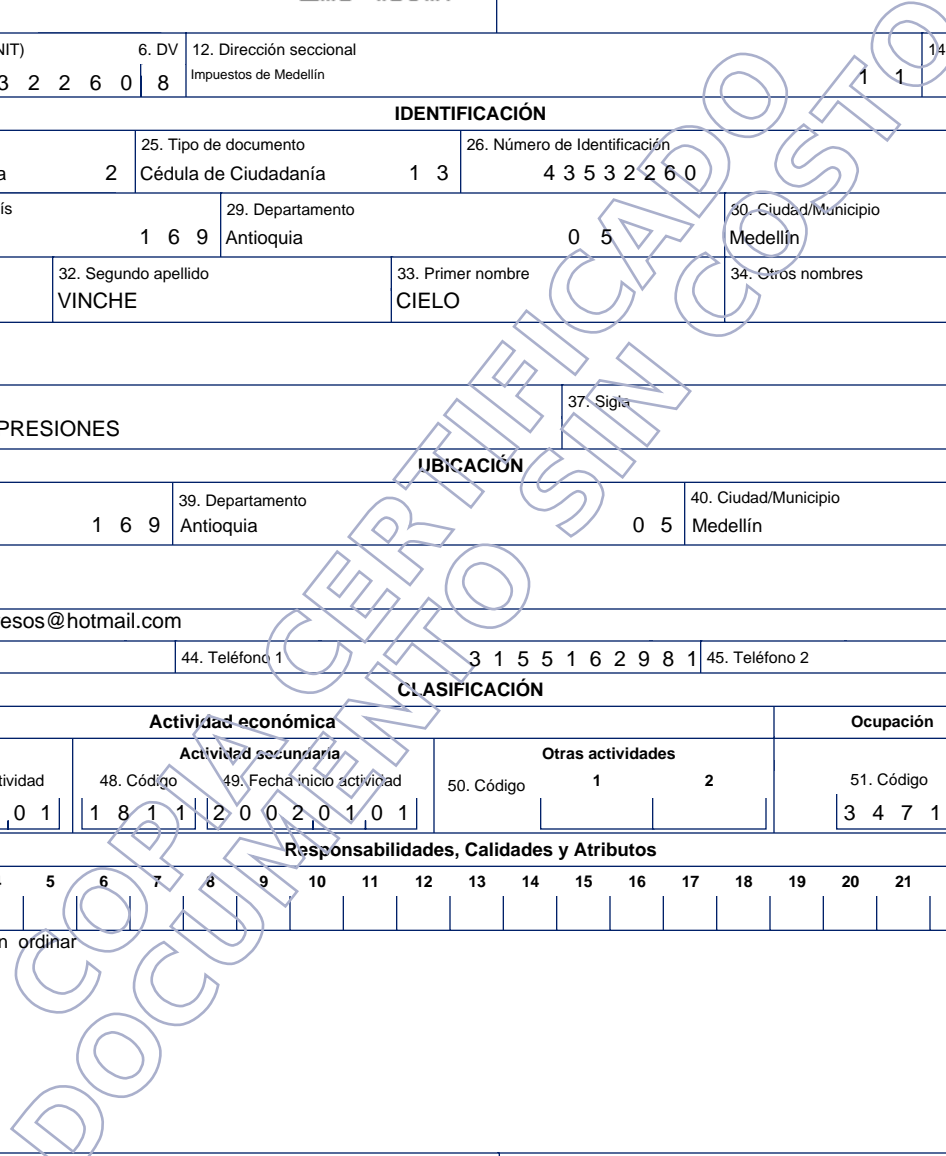 NIT) 6. DV 12. Dirección seccional 14
3 2 2 6 0 8 Impuestos de Medellín 1 1
IDENTIFICACIÓN
25. Tipo de documento 26. Número de Identificación
a 2 Cédula de Ciudadanía 1 3 4 3 5 3 2 2 6 0
ís 29. Departamento 30. Ciudad/Municipio
1 6 9 Antioquia 0 5 Medellín
32. Segundo apellido 33. Primer nombre 34. Otros nombres
VINCHE CIELO
37. Sigla
PRESIONES
UBICACIÓN
39. Departamento 40. Ciudad/Municipio
1 6 9 Antioquia 0 5 Medellín
esos@hotmail.com
44. Teléfono 1 3 1 5 5 1 6 2 9 8 1 45. Teléfono 2
CLASIFICACIÓN
Actividad económica Ocupación
Actividad secundaria Otras actividades
tividad 48. Código 49. Fecha inicio actividad 50. Código 1 2 51. Código
0 1 1 8 1 1 2 0 0 2 0 1 0 1 3 4 7 1
Responsabilidades, Calidades y Atributos
5 6 7 8 9 10 11 12 13 14 15 16 17 18 19 20 21
n ordinar
COPIA CERTIFICADO
DOCUMENTO SIN COSTO